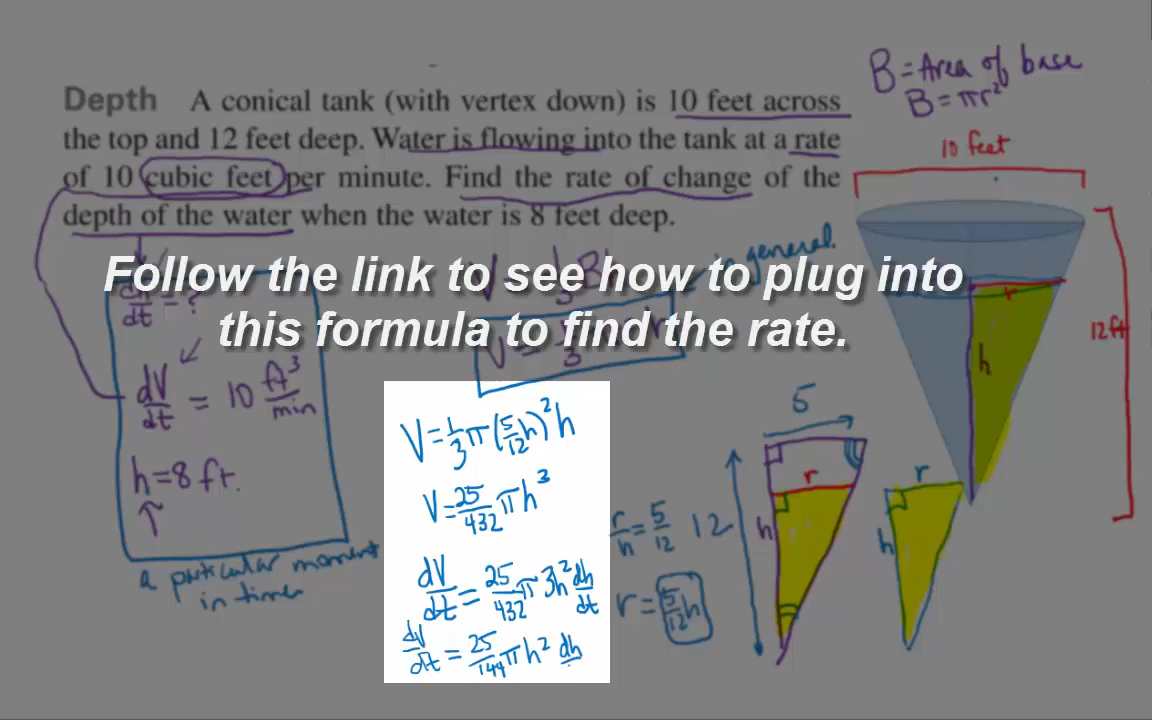 B = Area of base
B = πr²
Depth A conical tank (with vertex down) is 10 feet across
the top and 12 feet deep. Water is flowing into the tank at a rate
of 10 cubic feet per minute. Find the rate of change of the
depth of the water when the water is 8 feet deep.
10 feet
12 ft
r
h
in general.
Follow the link to see how to plug into
this formula to find the rate.
dh/dt = ?
V = 1/3
dV/dt = 10 ft³/min
h = 8 ft.
a particular moment
in time
V = 1/3 π (5/12 h)² h
V = 25/432 π h³
dV/dt = 25/432 π 3h² dh/dt
dV/dt = 25/144 π h² dh
r/h = 5/12
r = 5/12 h
5
12
r
h
r
h